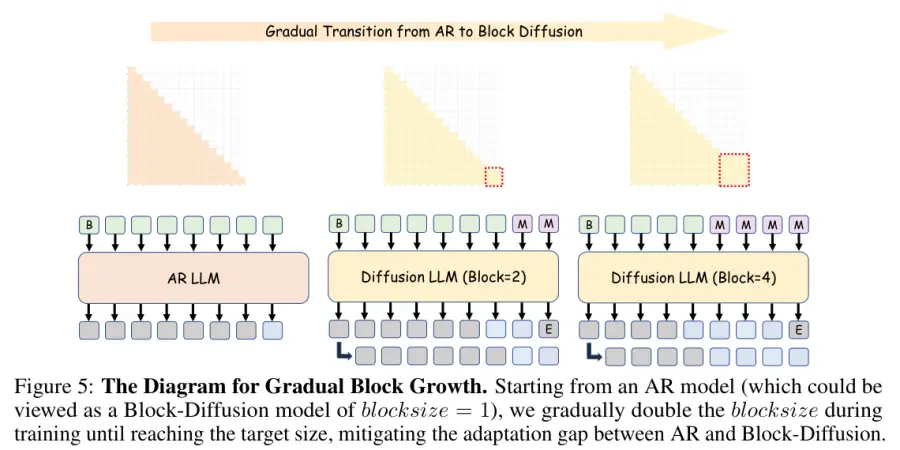 Gradual Transition from AR to Block Diffusion
B
B M M
B M M M M
AR LLM
Diffusion LLM (Block=2)
Diffusion LLM (Block=4)
E
E
Figure 5: The Diagram for Gradual Block Growth. Starting from an AR model (which could be
viewed as a Block-Diffusion model of blocksize = 1), we gradually double the blocksize during
training until reaching the target size, mitigating the adaptation gap between AR and Block-Diffusion.